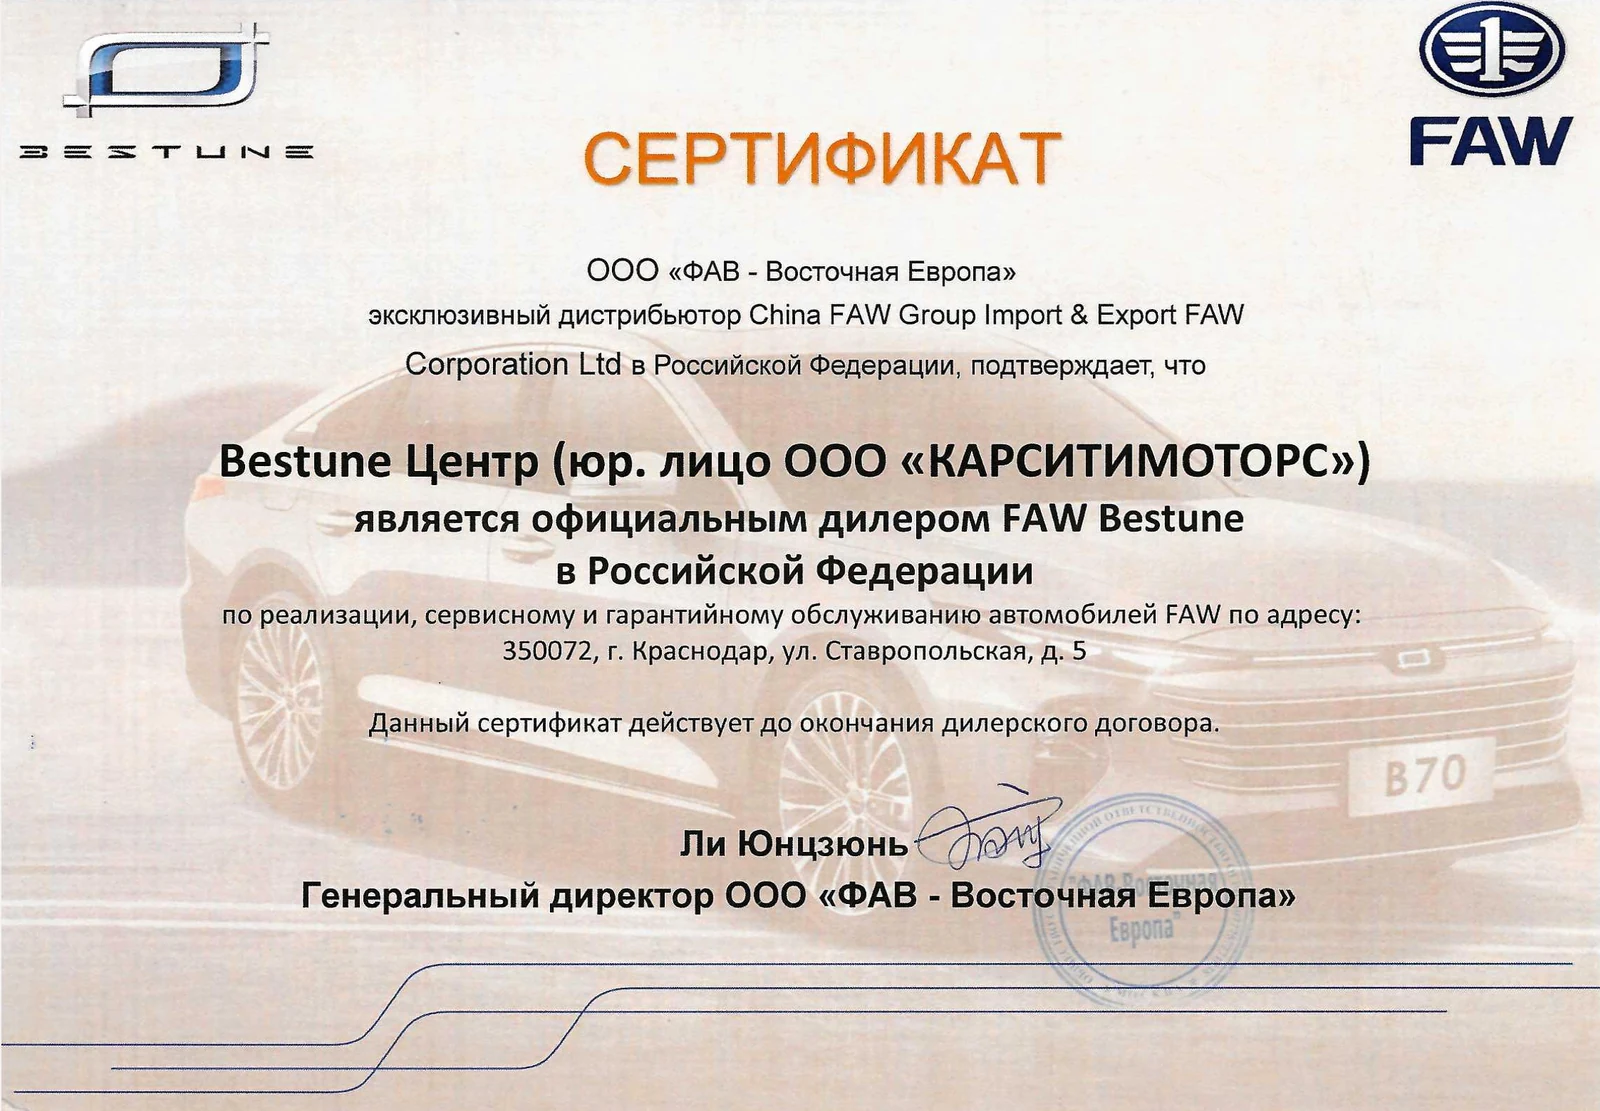 BESTUNE
FAW
СЕРТИФИКАТ
ООО «ФАВ - Восточная Европа»
эксклюзивный дистрибьютор China FAW Group Import & Export FAW
Corporation Ltd в Российской Федерации, подтверждает, что
Bestune Центр (юр. лицо ООО «КАРСИТИМОТОРС»)
является официальным дилером FAW Bestune
в Российской Федерации
по реализации, сервисному и гарантийному обслуживанию автомобилей FAW по адресу:
350072, г. Краснодар, ул. Ставропольская, д. 5
Данный сертификат действует до окончания дилерского договора.
B70
Ли Юнцзюнь
Генеральный директор ООО «ФАВ - Восточная Европа»
"ФАВ-Восточная
Европа"